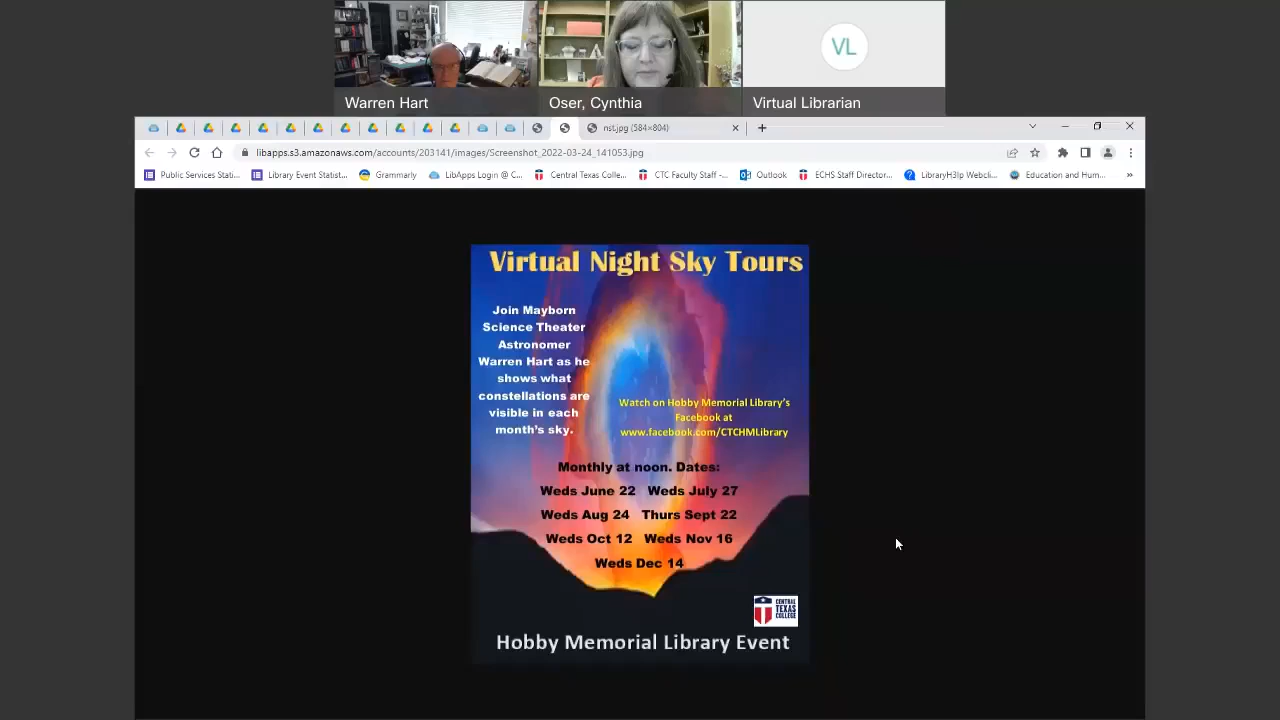 VL
Warren Hart
Oser, Cynthia
Virtual Librarian
nst.jpg (584×804)
libapps.s3.amazonaws.com/accounts/203141/images/Screenshot_2022-03-24_141053.jpg
Public Services Stati...
Library Event Statist...
Grammarly
LibApps Login @ C...
Central Texas Colle...
CTC Faculty Staff -...
Outlook
ECHS Staff Director...
LibraryH3lp Webcli...
Education and Hum...
Virtual Night Sky Tours
Join Mayborn
Science Theater
Astronomer
Warren Hart as he
shows what
constellations are
visible in each
month's sky.
Watch on Hobby Memorial Library's
Facebook at
www.facebook.com/CTCHMLibrary
Monthly at noon. Dates:
Weds June 22 Weds July 27
Weds Aug 24 Thurs Sept 22
Weds Oct 12 Weds Nov 16
Weds Dec 14
CENTRAL
TEXAS
COLLEGE
Hobby Memorial Library Event